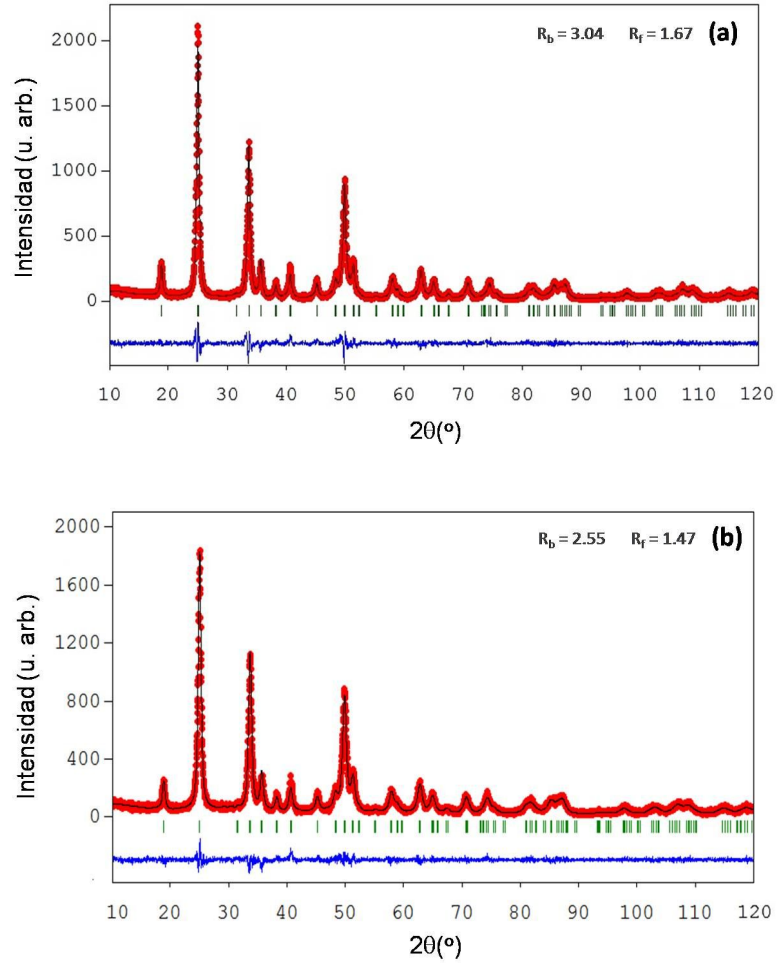 R_b = 3.04 R_f = 1.67 (a)
Intensidad (u. arb.)
2000
1500
1000
500
0
10 20 30 40 50 60 70 80 90 100 110 120
2θ(º)
R_b = 2.55 R_f = 1.47 (b)
Intensidad (u. arb.)
2000
1600
1200
800
400
0
10 20 30 40 50 60 70 80 90 100 110 120
2θ(º)